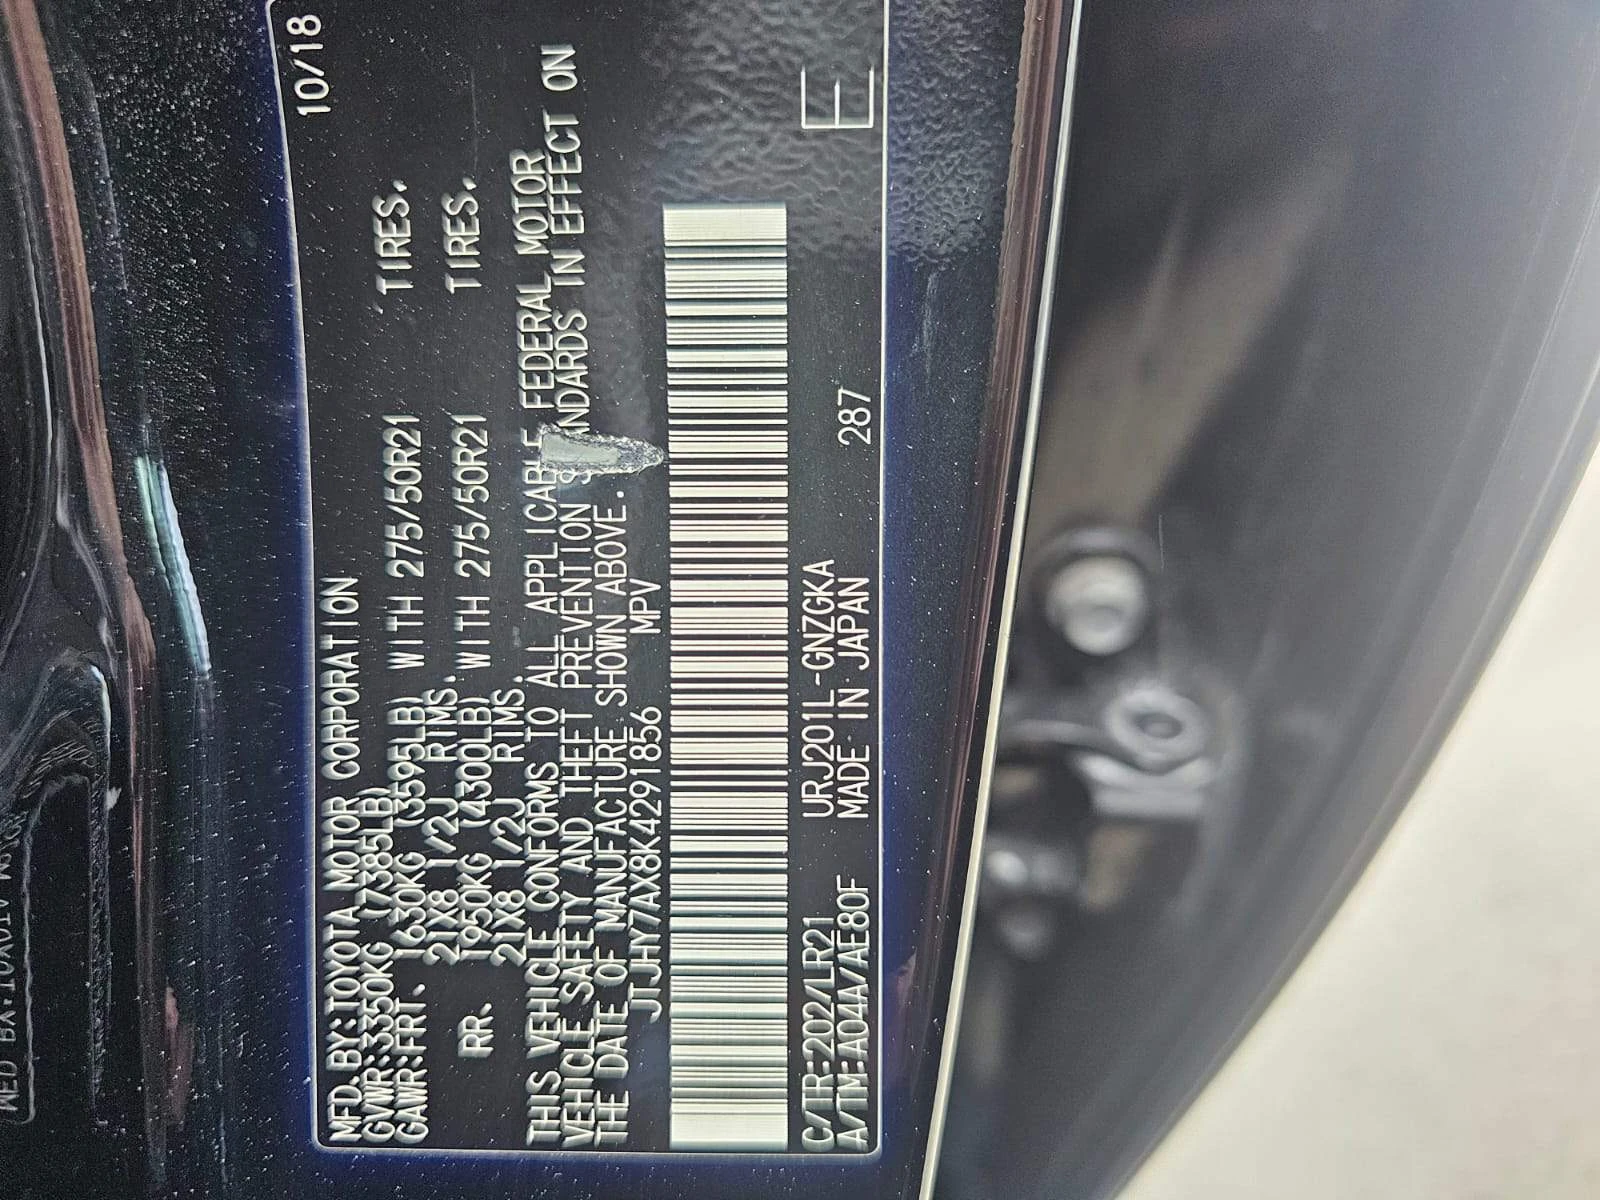 MFD. BY: TOYOTA MOTOR CORPORATION 10/18
GVWR: 3350KG (7385LB)
GAWR: FRT. 1630KG (3595LB) WITH 275/50R21 TIRES.
21X8 1/2J RIMS.
RR. 1950KG (4300LB) WITH 275/50R21 TIRES.
21X8 1/2J RIMS.
THIS VEHICLE CONFORMS TO ALL APPLICABLE FEDERAL MOTOR
VEHICLE SAFETY AND THEFT PREVENTION S NDARDS IN EFFECT ON
THE DATE OF MANUFACTURE SHOWN ABOVE.
JTJHY7AX8K4291856 MPV
C/TR: 202/LR21 URJ201L-GNZGKA
A/TM: A04A/AE80F MADE IN JAPAN 287
E